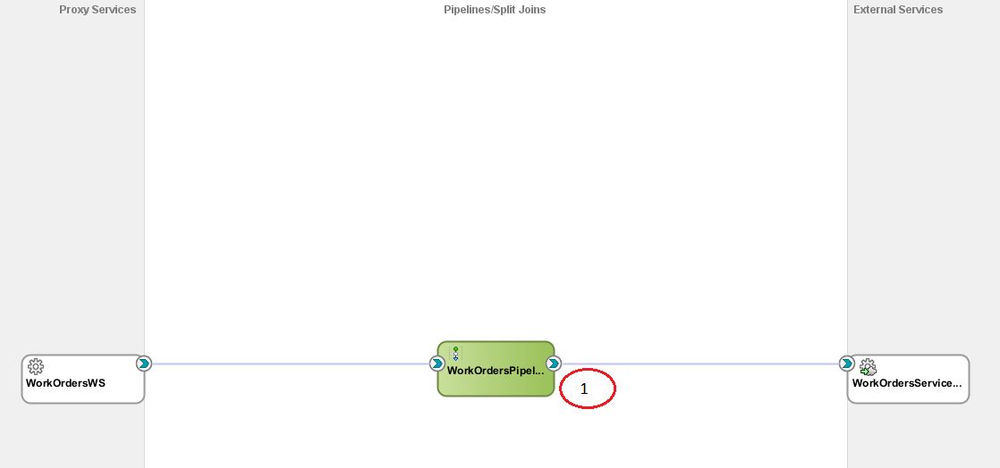 Proxy Services
Pipelines/Split Joins
External Services
WorkOrdersWS
WorkOrdersPipel...
1
WorkOrdersService...